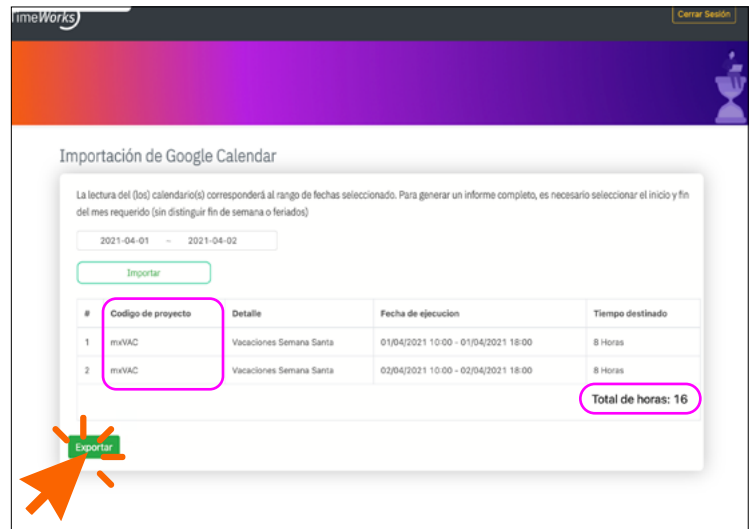 TimeWorks
Cerrar Sesión
Importación de Google Calendar
La lectura del (los) calendario(s) corresponderá al rango de fechas seleccionado. Para generar un informe completo, es necesario seleccionar el inicio y fin
del mes requerido (sin distinguir fin de semana o feriados)
2021-04-01 ~ 2021-04-02
Importar
# Codigo de proyecto Detalle Fecha de ejecucion Tiempo destinado
1 mxVAC Vacaciones Semana Santa 01/04/2021 10:00 - 01/04/2021 18:00 8 Horas
2 mxVAC Vacaciones Semana Santa 02/04/2021 10:00 - 02/04/2021 18:00 8 Horas
Total de horas: 16
Exportar